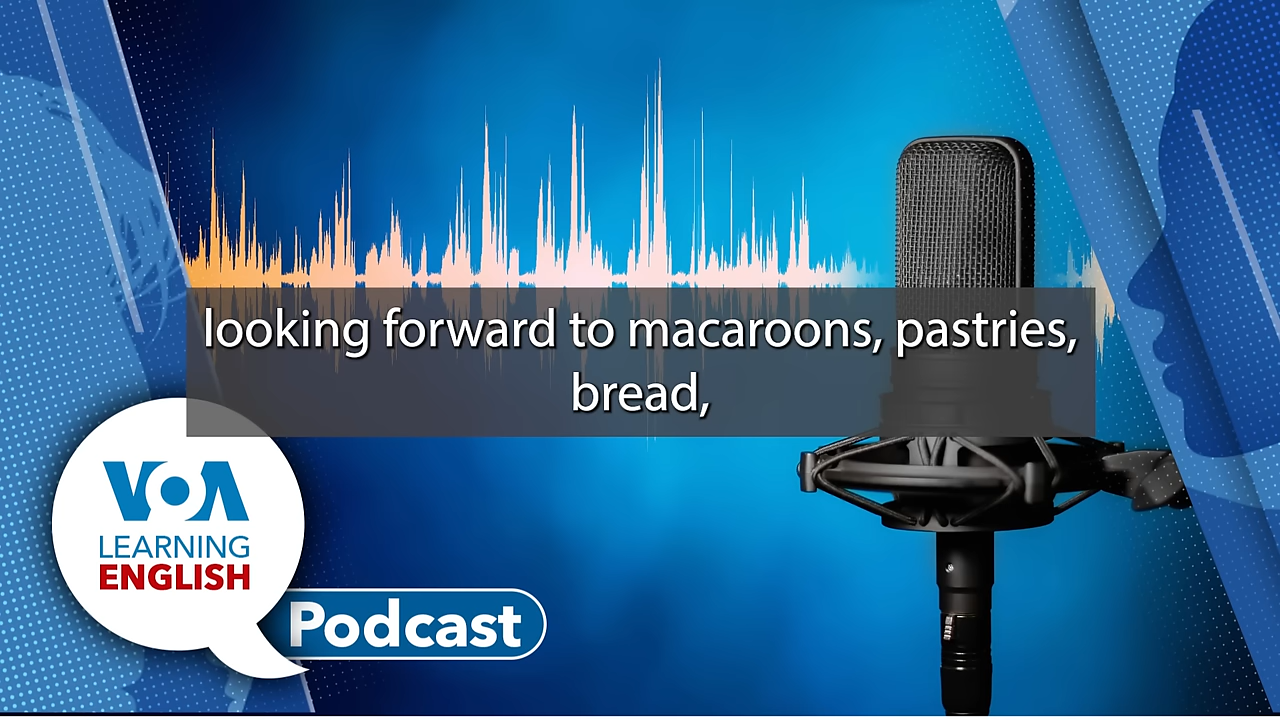 looking forward to macaroons, pastries,
bread,
VOA
LEARNING
ENGLISH
Podcast